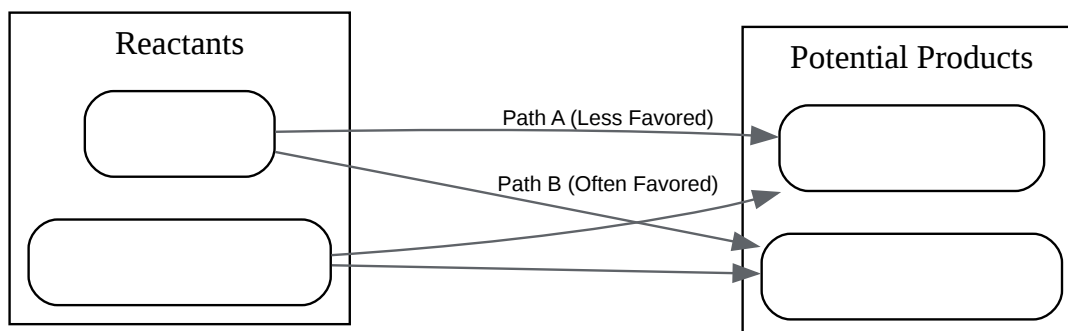 Reactants
Potential Products
Path A (Less Favored)
Path B (Often Favored)